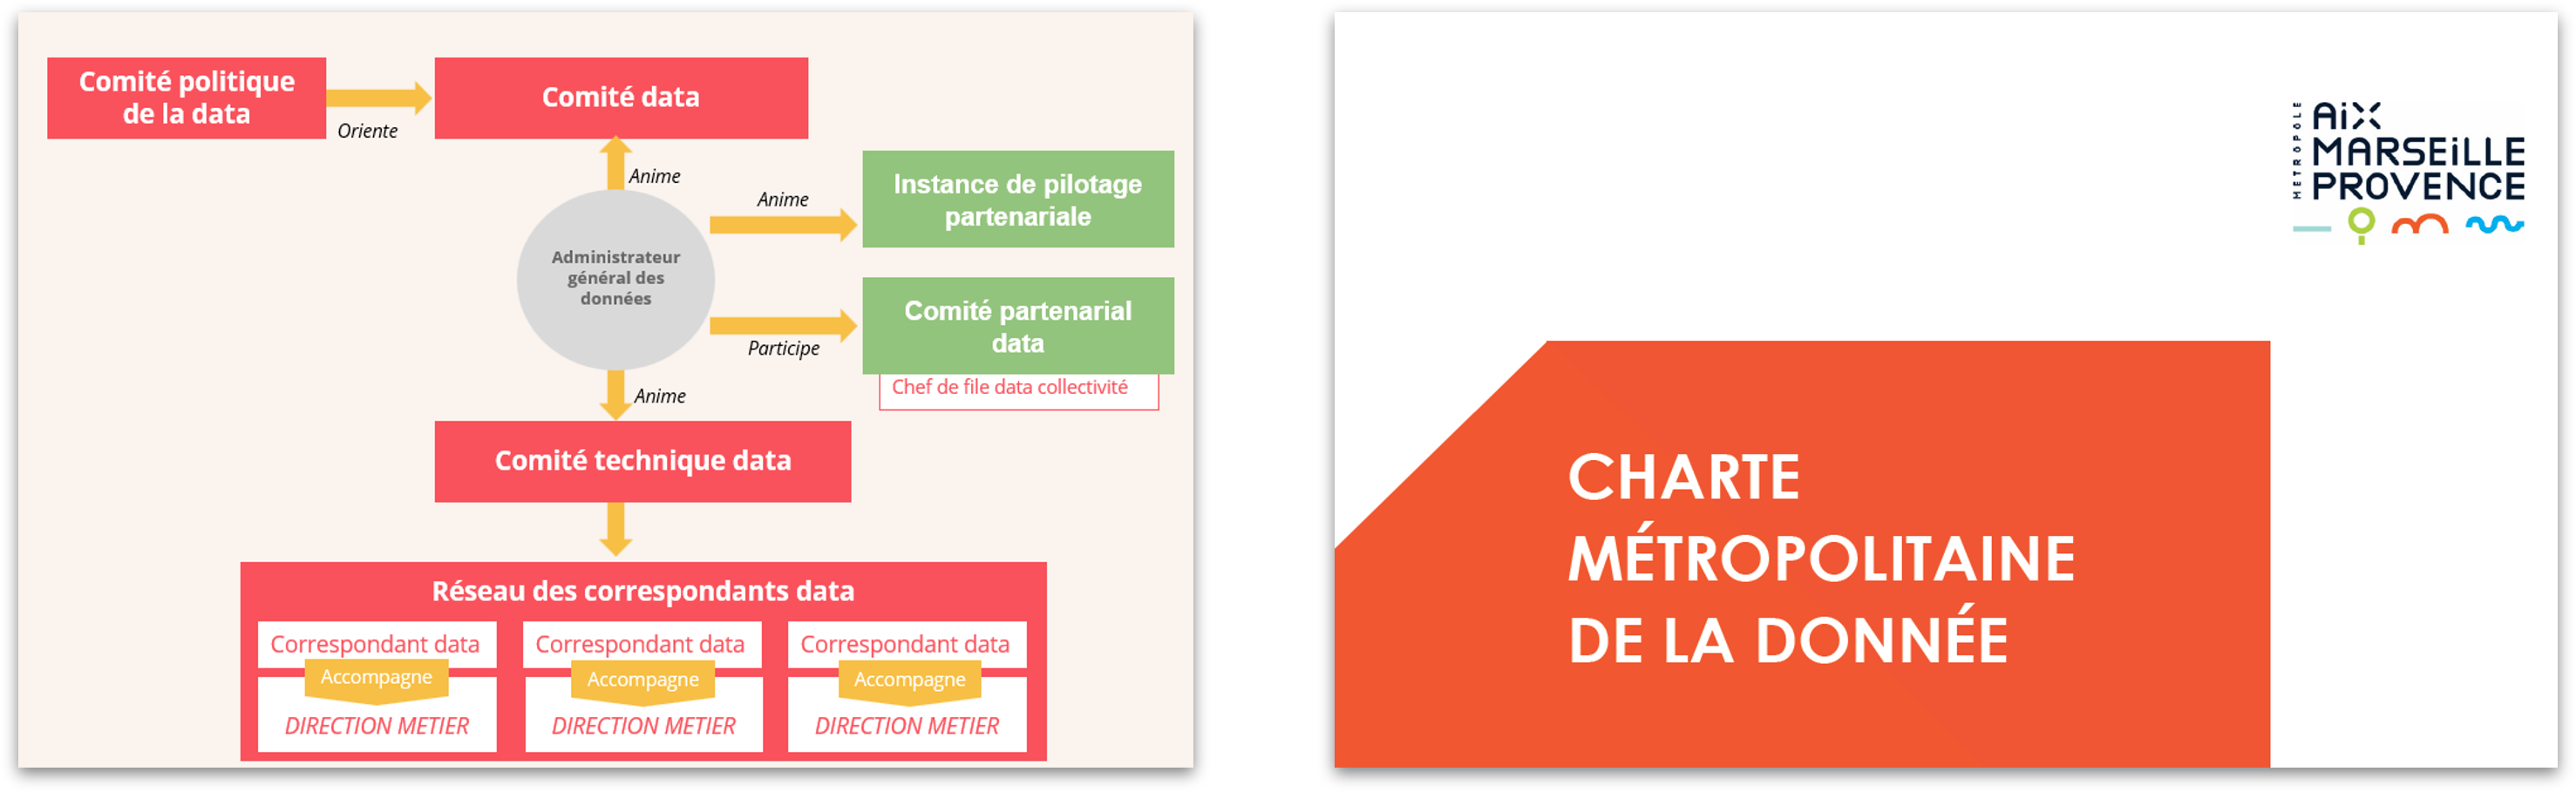 Comité politique
de la data
Oriente
Comité data
Anime
Anime
Instance de pilotage
partenariale
Administrateur
général des
données
Comité partenarial
data
Participe
Chef de file data collectivité
Anime
Comité technique data
Réseau des correspondants data
Correspondant data
Accompagne
DIRECTION METIER
Correspondant data
Accompagne
DIRECTION METIER
Correspondant data
Accompagne
DIRECTION METIER
MÉTROPOLE
AiX
MARSEiLLE
PROVENCE
CHARTE
MÉTROPOLITAINE
DE LA DONNÉE